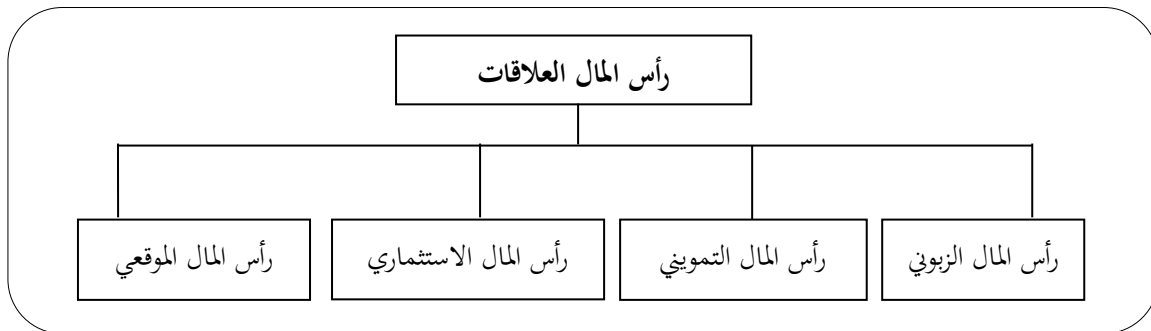 رأس المال العلاقات
رأس المال الزبوني
رأس المال التمويني
رأس المال الاستثماري
رأس المال الموقعي